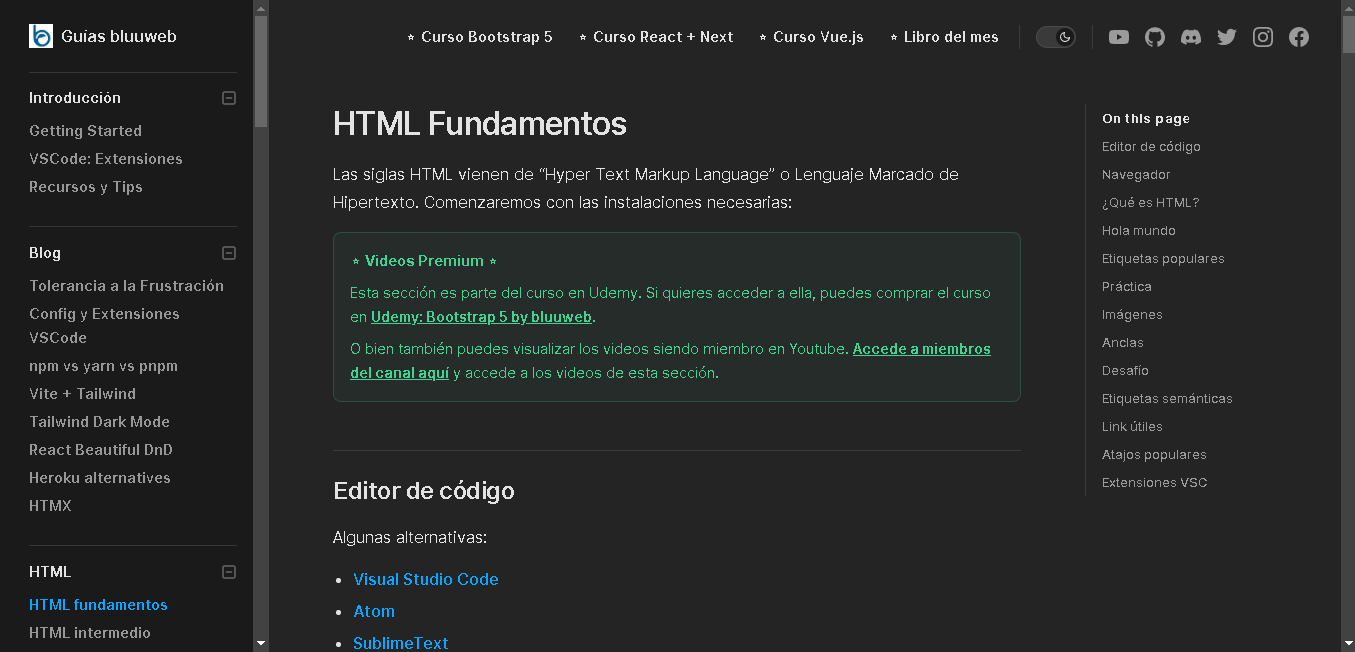 Guías bluuweb
⭐ Curso Bootstrap 5
⭐ Curso React + Next
⭐ Curso Vue.js
⭐ Libro del mes
Introducción
Getting Started
VSCode: Extensiones
Recursos y Tips
Blog
Tolerancia a la Frustración
Config y Extensiones
VSCode
npm vs yarn vs pnpm
Vite + Tailwind
Tailwind Dark Mode
React Beautiful DnD
Heroku alternatives
HTMX
HTML
HTML fundamentos
HTML intermedio
HTML Fundamentos
Las siglas HTML vienen de “Hyper Text Markup Language” o Lenguaje Marcado de
Hipertexto. Comenzaremos con las instalaciones necesarias:
⭐ Videos Premium ⭐
Esta sección es parte del curso en Udemy. Si quieres acceder a ella, puedes comprar el curso
en Udemy: Bootstrap 5 by bluuweb.
O bien también puedes visualizar los videos siendo miembro en Youtube. Accede a miembros
del canal aquí y accede a los videos de esta sección.
Editor de código
Algunas alternativas:
• Visual Studio Code
• Atom
• SublimeText
On this page
Editor de código
Navegador
¿Qué es HTML?
Hola mundo
Etiquetas populares
Práctica
Imágenes
Anclas
Desafío
Etiquetas semánticas
Link útiles
Atajos populares
Extensiones VSC